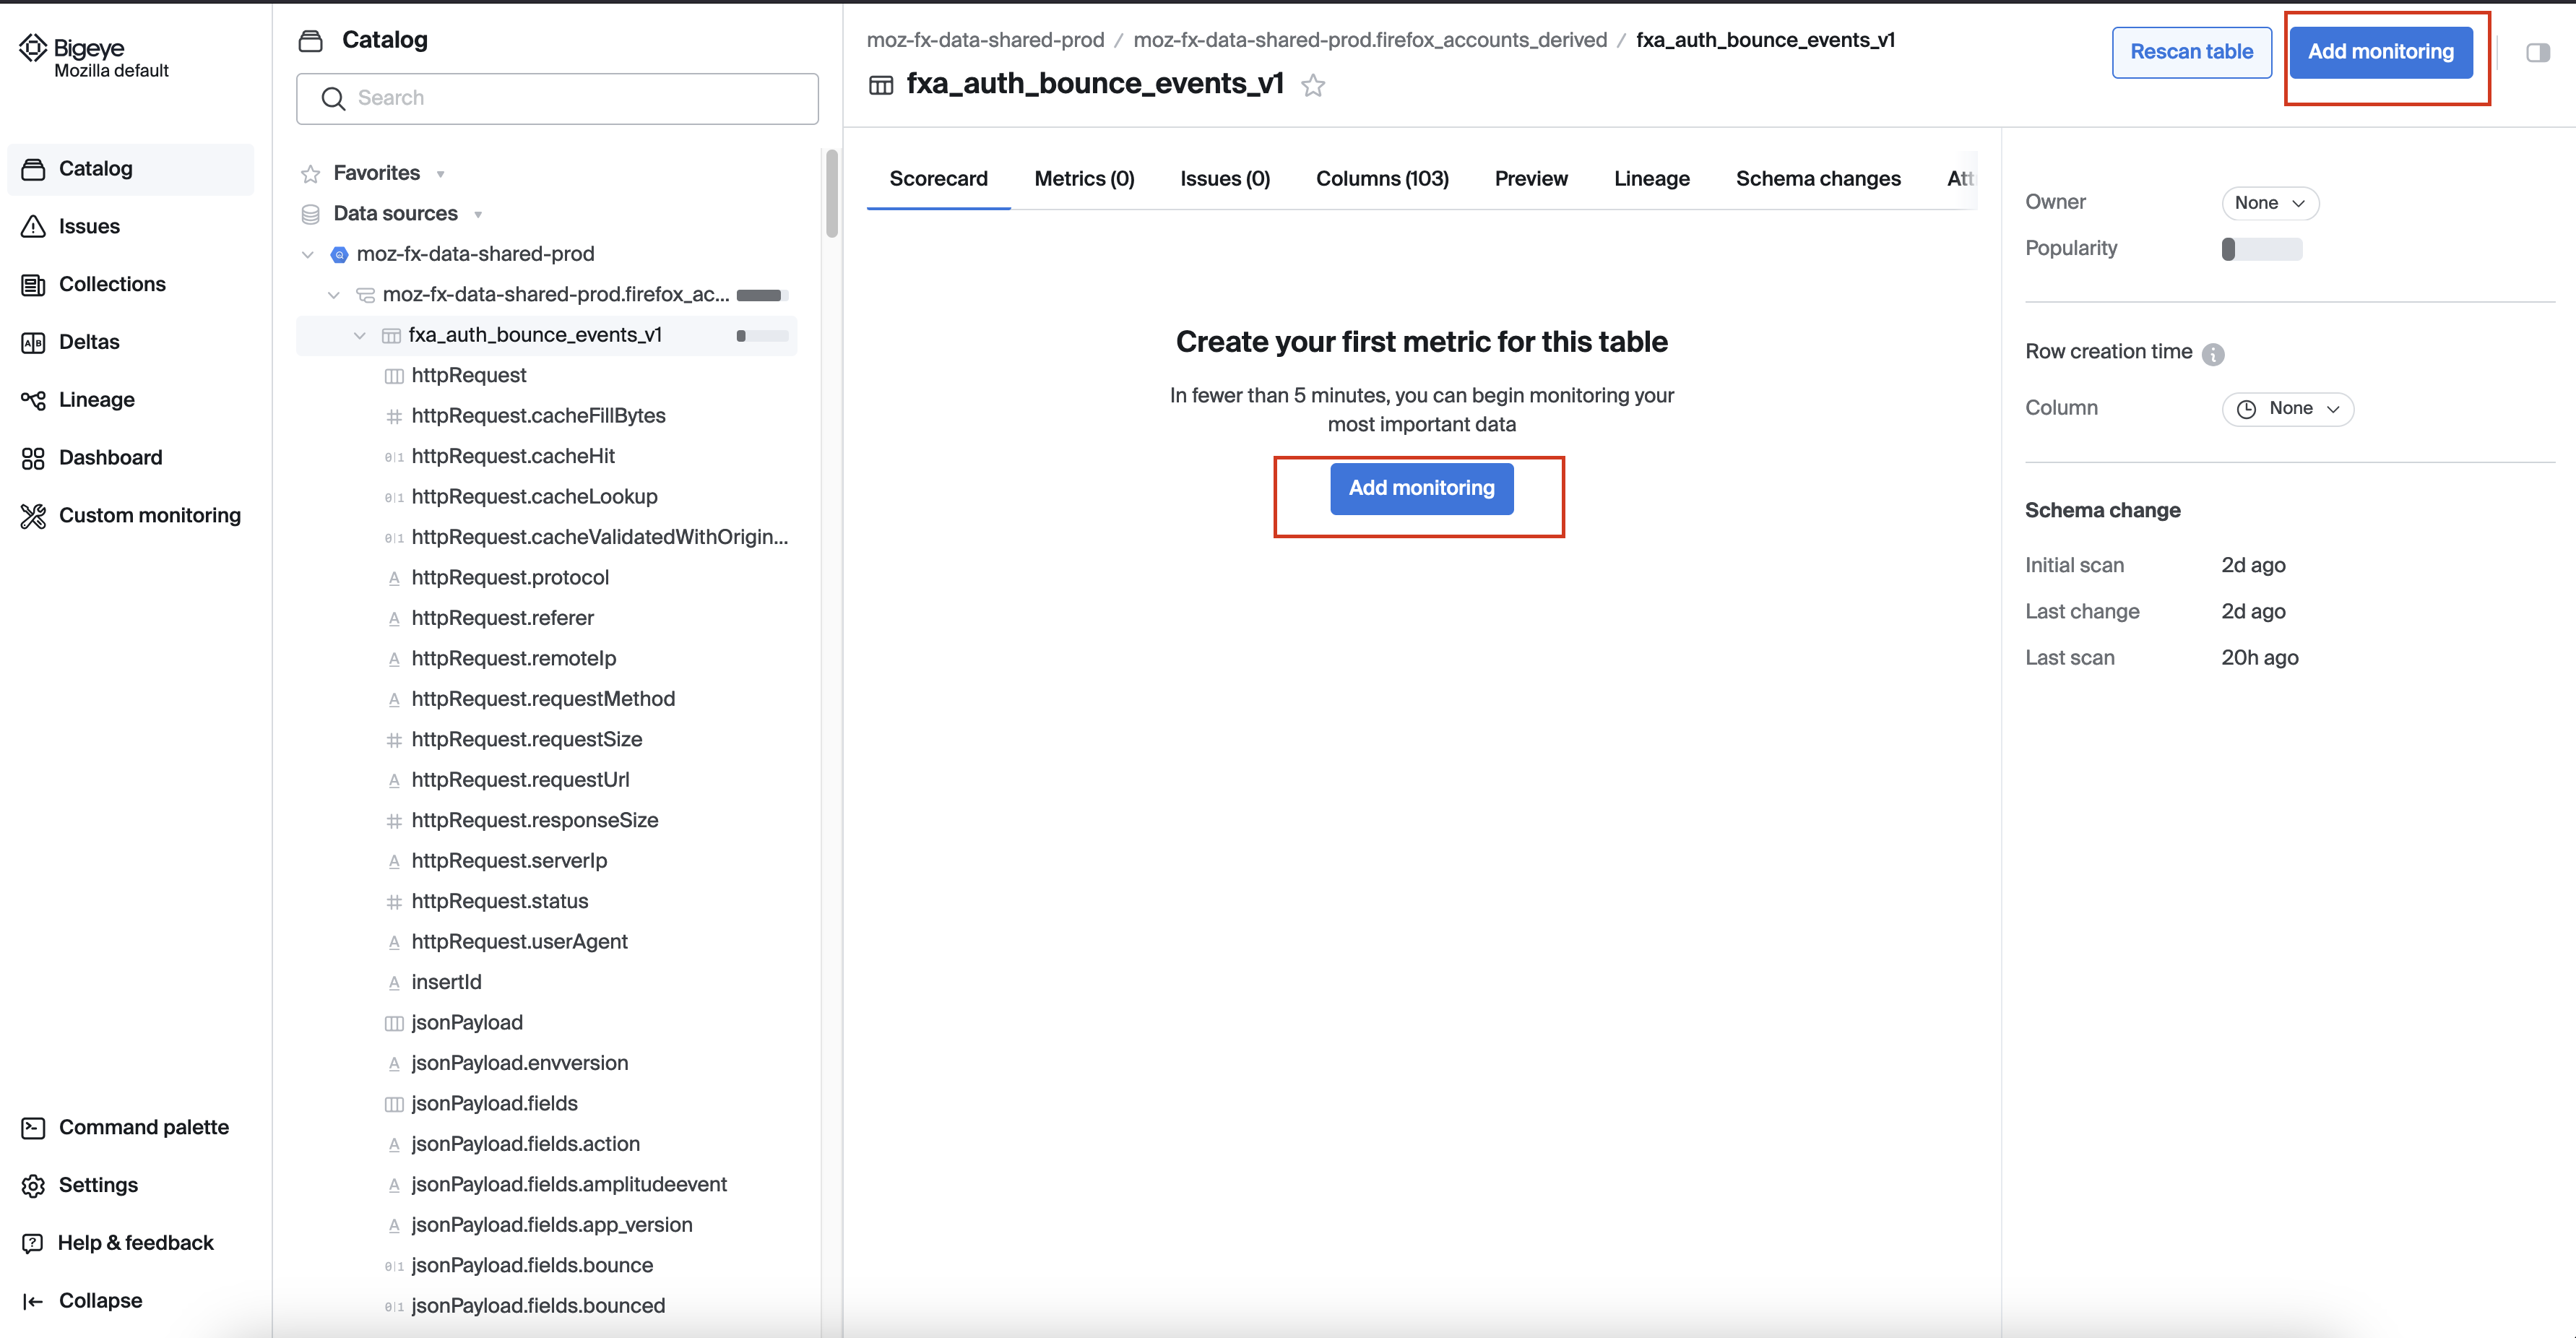 Bigeye
Mozilla default
Catalog
Issues
Collections
Deltas
Lineage
Dashboard
Custom monitoring
Command palette
Settings
Help & feedback
Collapse
Catalog
Search
Favorites
Data sources
moz-fx-data-shared-prod
moz-fx-data-shared-prod.firefox_ac...
fxa_auth_bounce_events_v1
httpRequest
httpRequest.cacheFillBytes
httpRequest.cacheHit
httpRequest.cacheLookup
httpRequest.cacheValidatedWithOrigin...
httpRequest.protocol
httpRequest.referer
httpRequest.remoteIp
httpRequest.requestMethod
httpRequest.requestSize
httpRequest.requestUrl
httpRequest.responseSize
httpRequest.serverIp
httpRequest.status
httpRequest.userAgent
insertId
jsonPayload
jsonPayload.envversion
jsonPayload.fields
jsonPayload.fields.action
jsonPayload.fields.amplitudeevent
jsonPayload.fields.app_version
jsonPayload.fields.bounce
jsonPayload.fields.bounced
moz-fx-data-shared-prod / moz-fx-data-shared-prod.firefox_accounts_derived / fxa_auth_bounce_events_v1
fxa_auth_bounce_events_v1
Rescan table
Add monitoring
Scorecard Metrics (0) Issues (0) Columns (103) Preview Lineage Schema changes Att
Create your first metric for this table
In fewer than 5 minutes, you can begin monitoring your
most important data
Add monitoring
Owner None
Popularity
Row creation time
Column None
Schema change
Initial scan 2d ago
Last change 2d ago
Last scan 20h ago